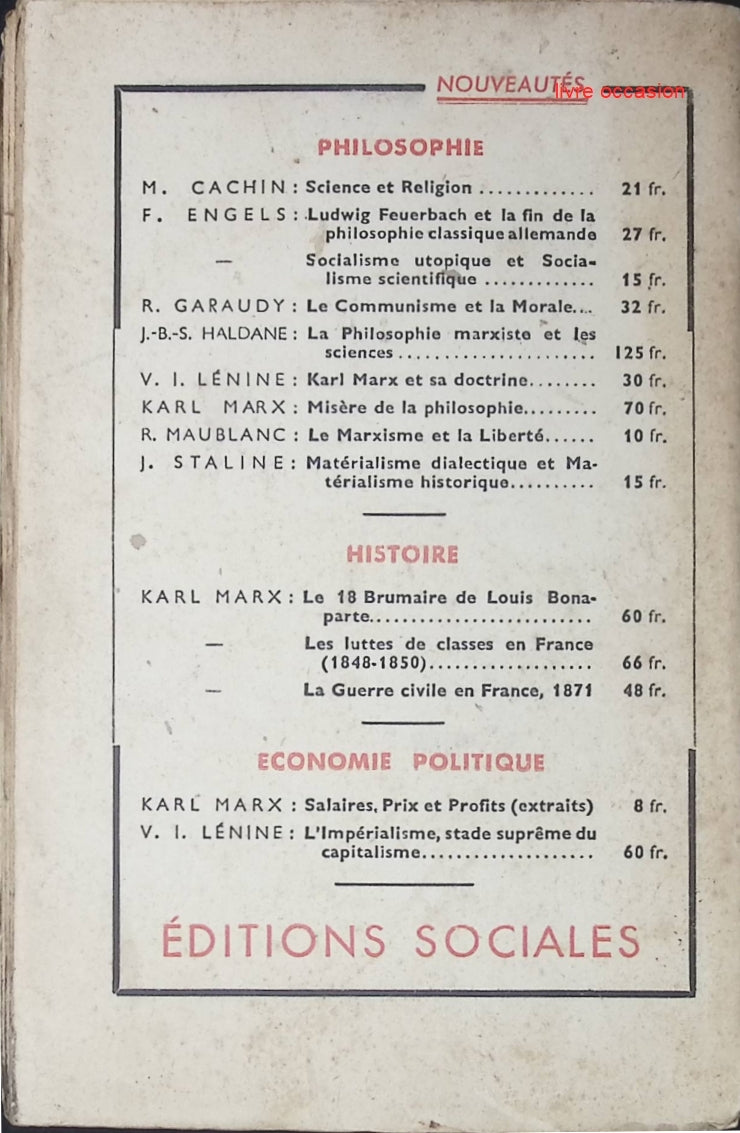 NOUVEAUTÉS
livre occasion
PHILOSOPHIE
M. CACHIN : Science et Religion ............. 21 fr.
F. ENGELS : Ludwig Feuerbach et la fin de la
philosophie classique allemande 27 fr.
— Socialisme utopique et Socia-
lisme scientifique ............. 15 fr.
R. GARAUDY : Le Communisme et la Morale... 32 fr.
J.-B.-S. HALDANE : La Philosophie marxiste et les
sciences ...................... 125 fr.
V. I. LÉNINE : Karl Marx et sa doctrine........ 30 fr.
KARL MARX : Misère de la philosophie......... 70 fr.
R. MAUBLANC : Le Marxisme et la Liberté...... 10 fr.
J. STALINE : Matérialisme dialectique et Ma-
térialisme historique.......... 15 fr.
HISTOIRE
KARL MARX : Le 18 Brumaire de Louis Bona-
parte.......................... 60 fr.
— Les luttes de classes en France
(1848-1850)................... 66 fr.
— La Guerre civile en France, 1871 48 fr.
ECONOMIE POLITIQUE
KARL MARX : Salaires, Prix et Profits (extraits) 8 fr.
V. I. LÉNINE : L'Impérialisme, stade suprême du
capitalisme.................... 60 fr.
ÉDITIONS SOCIALES